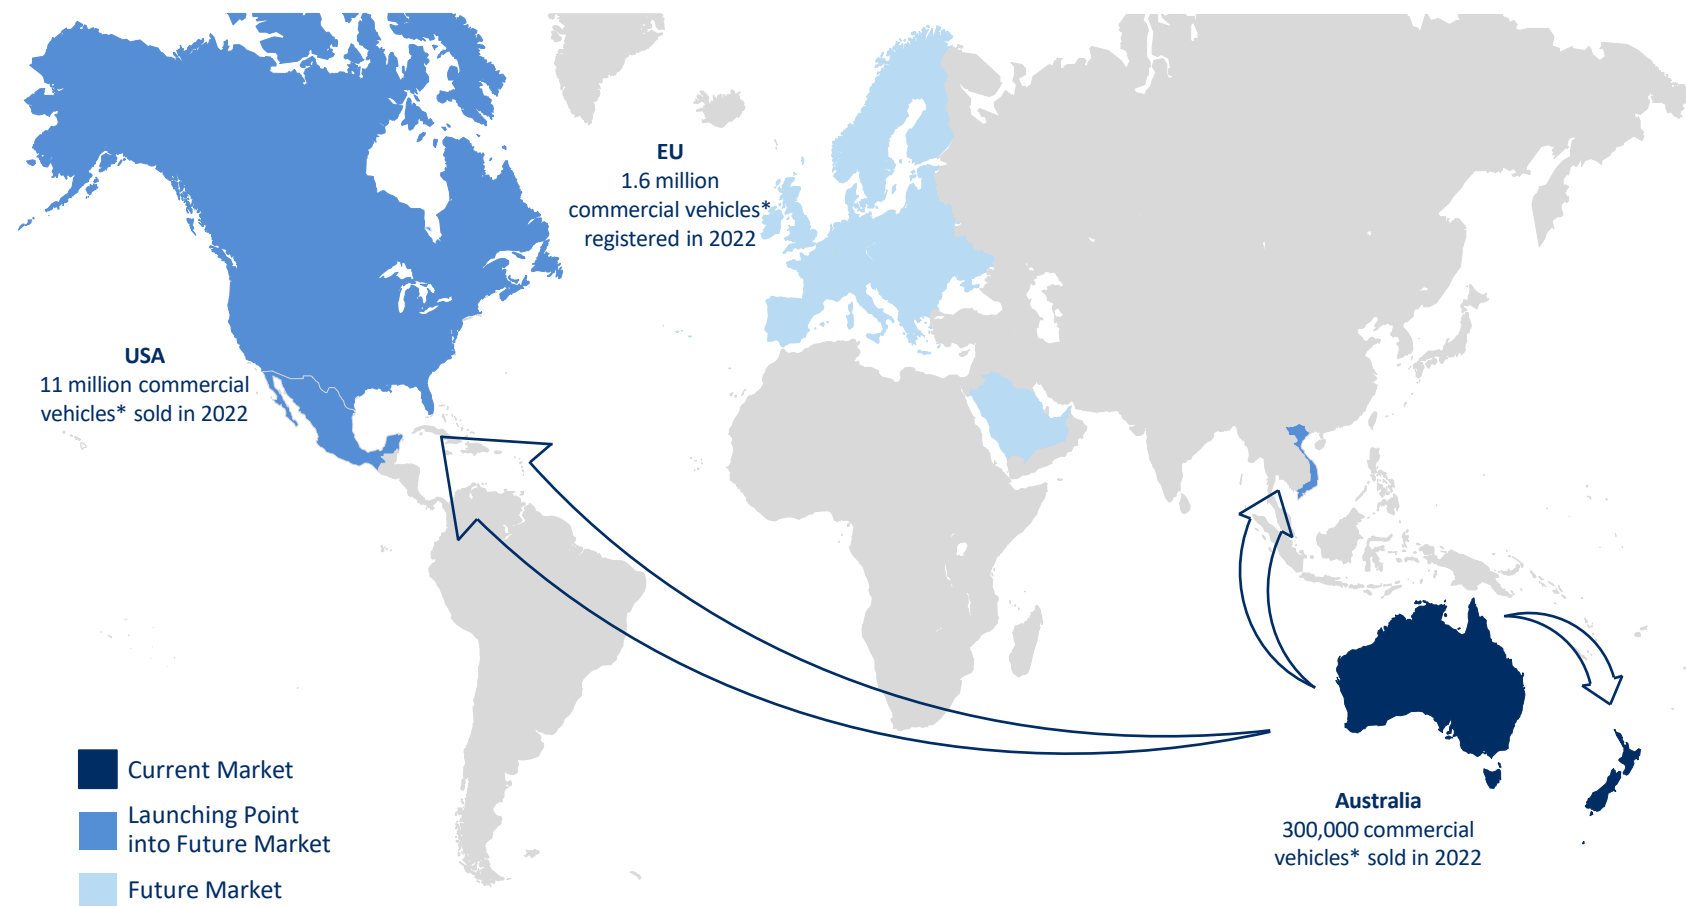 EU
1.6 million
commercial vehicles*
registered in 2022
USA
11 million commercial
vehicles* sold in 2022
Current Market
Launching Point
into Future Market
Future Market
Australia
300,000 commercial
vehicles* sold in 2022